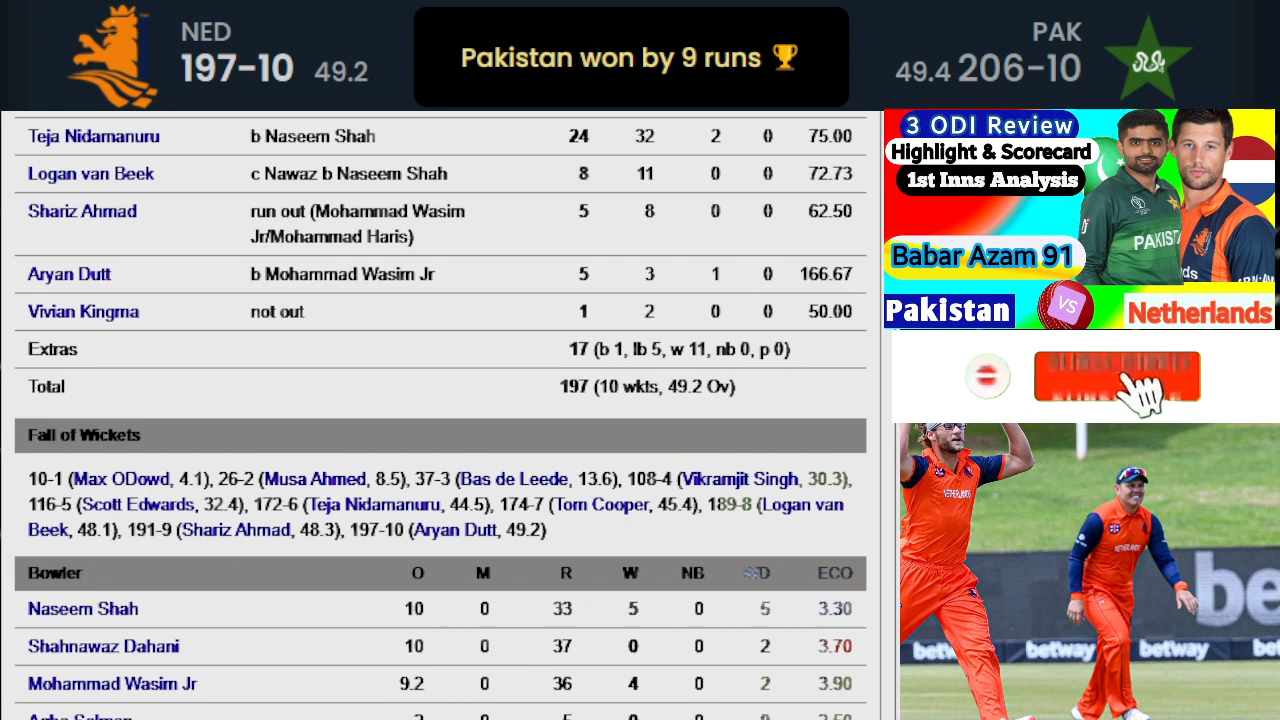 NED
197-10 49.2
Pakistan won by 9 runs
PAK
49.4 206-10
Teja Nidamanuru b Naseem Shah 24 32 2 0 75.00
Logan van Beek c Nawaz b Naseem Shah 8 11 0 0 72.73
Shariz Ahmad run out (Mohammad Wasim 5 8 0 0 62.50
Jr/Mohammad Haris)
Aryan Dutt b Mohammad Wasim Jr 5 3 1 0 166.67
Vivian Kingma not out 1 2 0 0 50.00
Extras 17 (b 1, lb 5, w 11, nb 0, p 0)
Total 197 (10 wkts, 49.2 Ov)
Fall of Wickets
10-1 (Max ODowd, 4.1), 26-2 (Musa Ahmed, 8.5), 37-3 (Bas de Leede, 13.6), 108-4 (Vikramjit Singh, 30.3),
116-5 (Scott Edwards, 32.4), 172-6 (Teja Nidamanuru, 44.5), 174-7 (Tom Cooper, 45.4), 189-8 (Logan van
Beek, 48.1), 191-9 (Shariz Ahmad, 48.3), 197-10 (Aryan Dutt, 49.2)
Bowler O M R W NB WD ECO
Naseem Shah 10 0 33 5 0 5 3.30
Shahnawaz Dahani 10 0 37 0 0 2 3.70
Mohammad Wasim Jr 9.2 0 36 4 0 2 3.90
3 ODI Review
Highlight & Scorecard
1st Inns Analysis
Babar Azam 91
PAKIST
Pakistan
VS
Netherlands
NETHERLANDS
NETHERLANDS
be
betw
betway
betway
bet